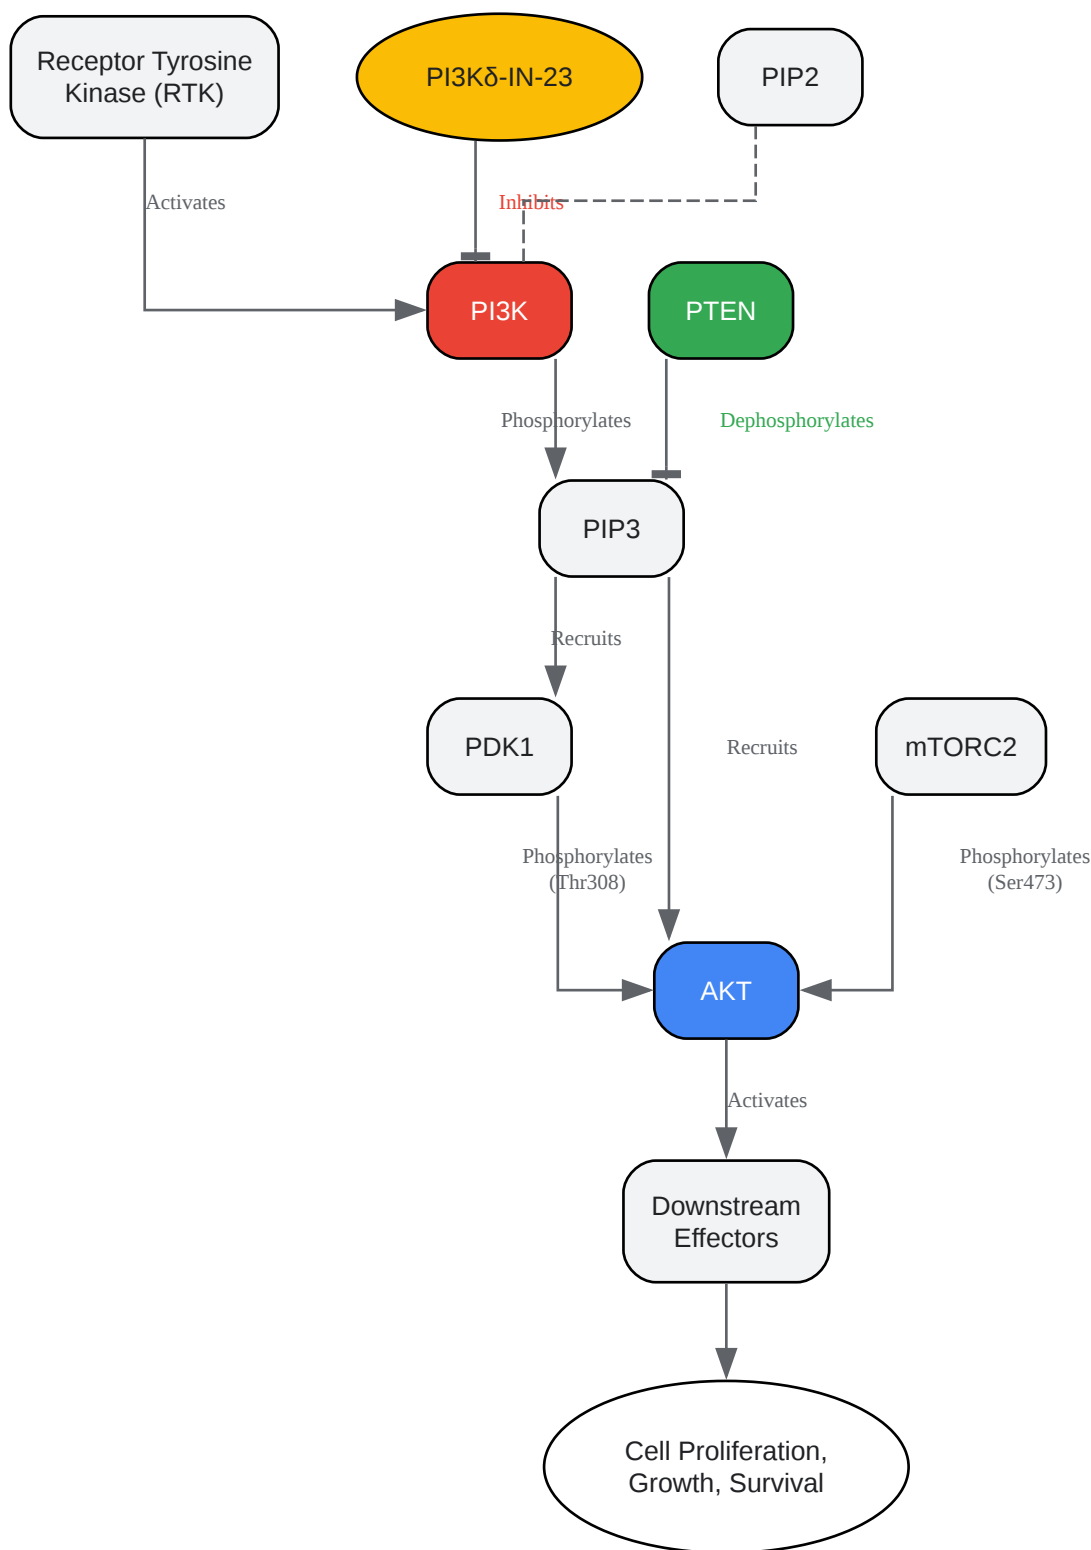 Receptor Tyrosine
Kinase (RTK)
PI3Kδ-IN-23
PIP2
Activates
Inhibits
PI3K
PTEN
Phosphorylates
Dephosphorylates
PIP3
Recruits
PDK1
Recruits
mTORC2
Phosphorylates
(Thr308)
Phosphorylates
(Ser473)
AKT
Activates
Downstream
Effectors
Cell Proliferation,
Growth, Survival